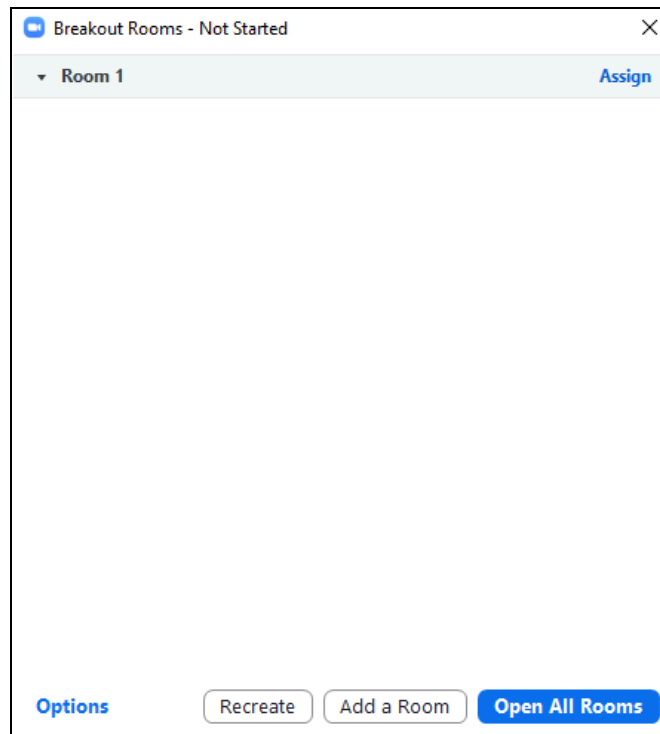 Breakout Rooms - Not Started
Room 1 Assign
Options Recreate Add a Room Open All Rooms